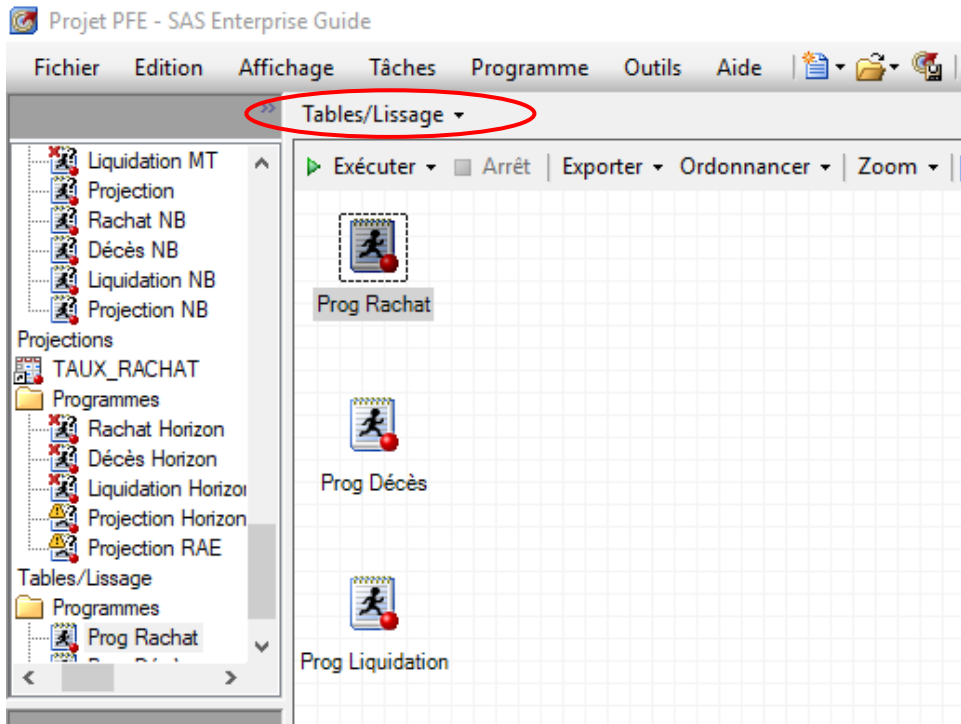 Projet PFE - SAS Enterprise Guide
Fichier Edition Affichage Tâches Programme Outils Aide
Tables/Lissage
Exécuter Arrêt Exporter Ordonnancer Zoom
Liquidation MT
Projection
Rachat NB
Décès NB
Liquidation NB
Projection NB
Projections
TAUX_RACHAT
Programmes
Rachat Horizon
Décès Horizon
Liquidation Horizon
Projection Horizon
Projection RAE
Tables/Lissage
Programmes
Prog Rachat
Prog Rachat
Prog Décès
Prog Liquidation